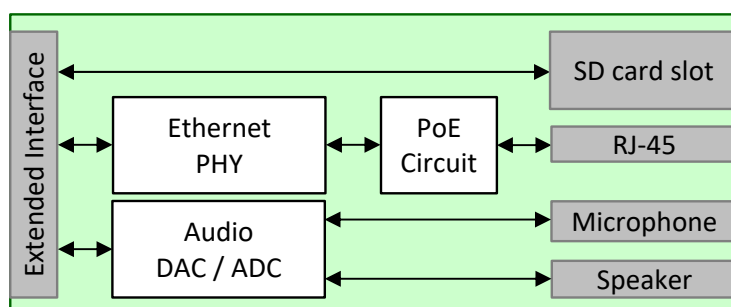 Extended Interface
SD card slot
Ethernet
PHY
PoE
Circuit
RJ-45
Audio
DAC / ADC
Microphone
Speaker